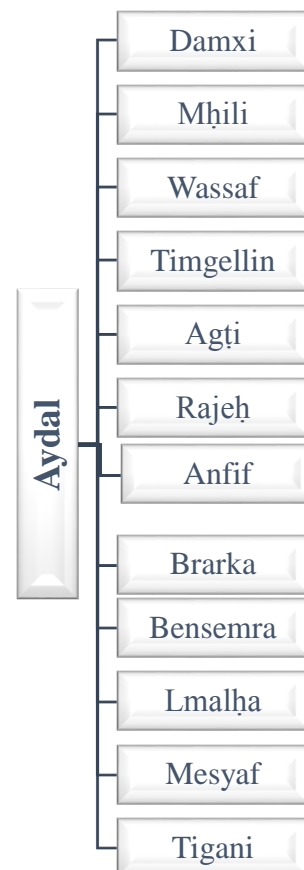 Aydal
Damxi
Mḥili
Wassaf
Timgellin
Agṭi
Rajeḥ
Anfif
Brarka
Bensemra
Lmalḥa
Mesyaf
Tigani